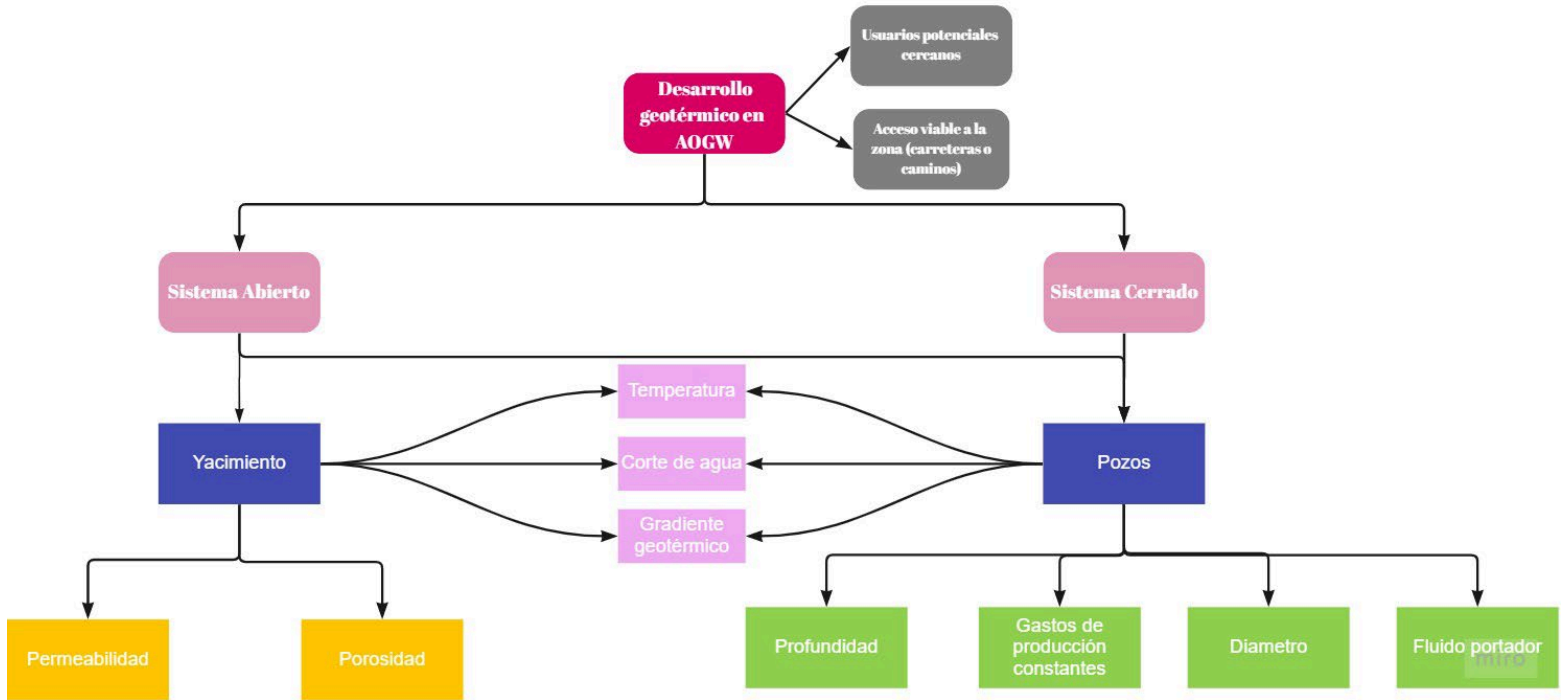 Usuarios potenciales
cercanos
Desarrollo
geotérmico en
AOGW
Acceso viable a la
zona (carreteras o
caminos)
Sistema Abierto
Sistema Cerrado
Temperatura
Yacimiento
Corte de agua
Pozos
Gradiente
geotérmico
Permeabilidad
Porosidad
Profundidad
Gastos de
producción
constantes
Diametro
Fluido portador
miro